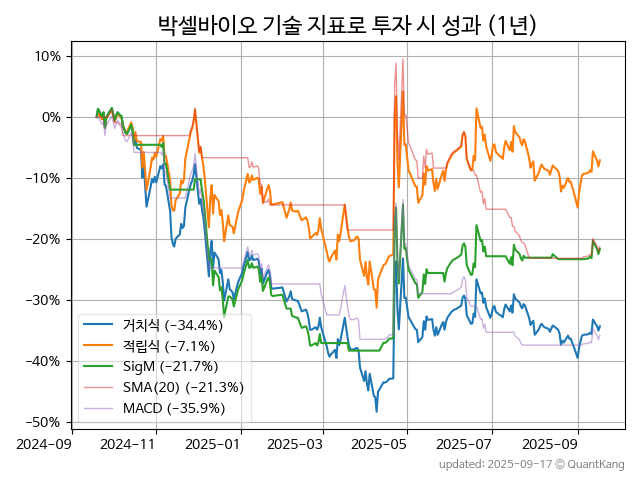 박셀바이오 기술 지표로 투자 시 성과 (1년)
10%
0%
−10%
−20%
−30%
−40%
−50%
거치식 (−34.4%)
적립식 (−7.1%)
SigM (−21.7%)
SMA(20) (−21.3%)
MACD (−35.9%)
2024-09 2024-11 2025-01 2025-03 2025-05 2025-07 2025-09
updated: 2025-09-17 © QuantKang